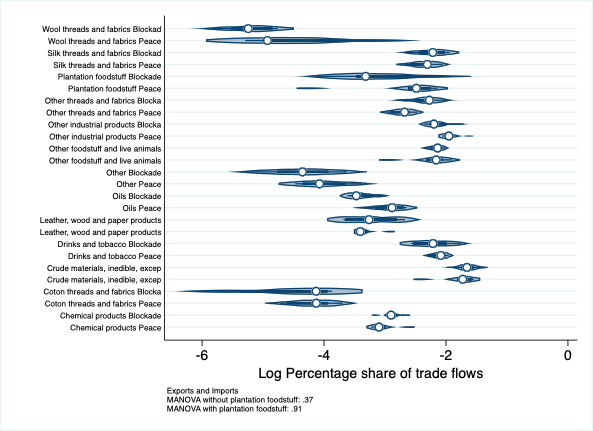 Wool threads and fabrics Blockad
Wool threads and fabrics Peace
Silk threads and fabrics Blockad
Silk threads and fabrics Peace
Plantation foodstuff Blockade
Plantation foodstuff Peace
Other threads and fabrics Blocka
Other threads and fabrics Peace
Other industrial products Blocka
Other industrial products Peace
Other foodstuff and live animals
Other foodstuff and live animals
Other Blockade
Other Peace
Oils Blockade
Oils Peace
Leather, wood and paper products
Leather, wood and paper products
Drinks and tobacco Blockade
Drinks and tobacco Peace
Crude materials, inedible, excep
Crude materials, inedible, excep
Coton threads and fabrics Blocka
Coton threads and fabrics Peace
Chemical products Blockade
Chemical products Peace
-6 -4 -2 0
Log Percentage share of trade flows
Exports and Imports
MANOVA without plantation foodstuff: .37
MANOVA with plantation foodstuff: .91